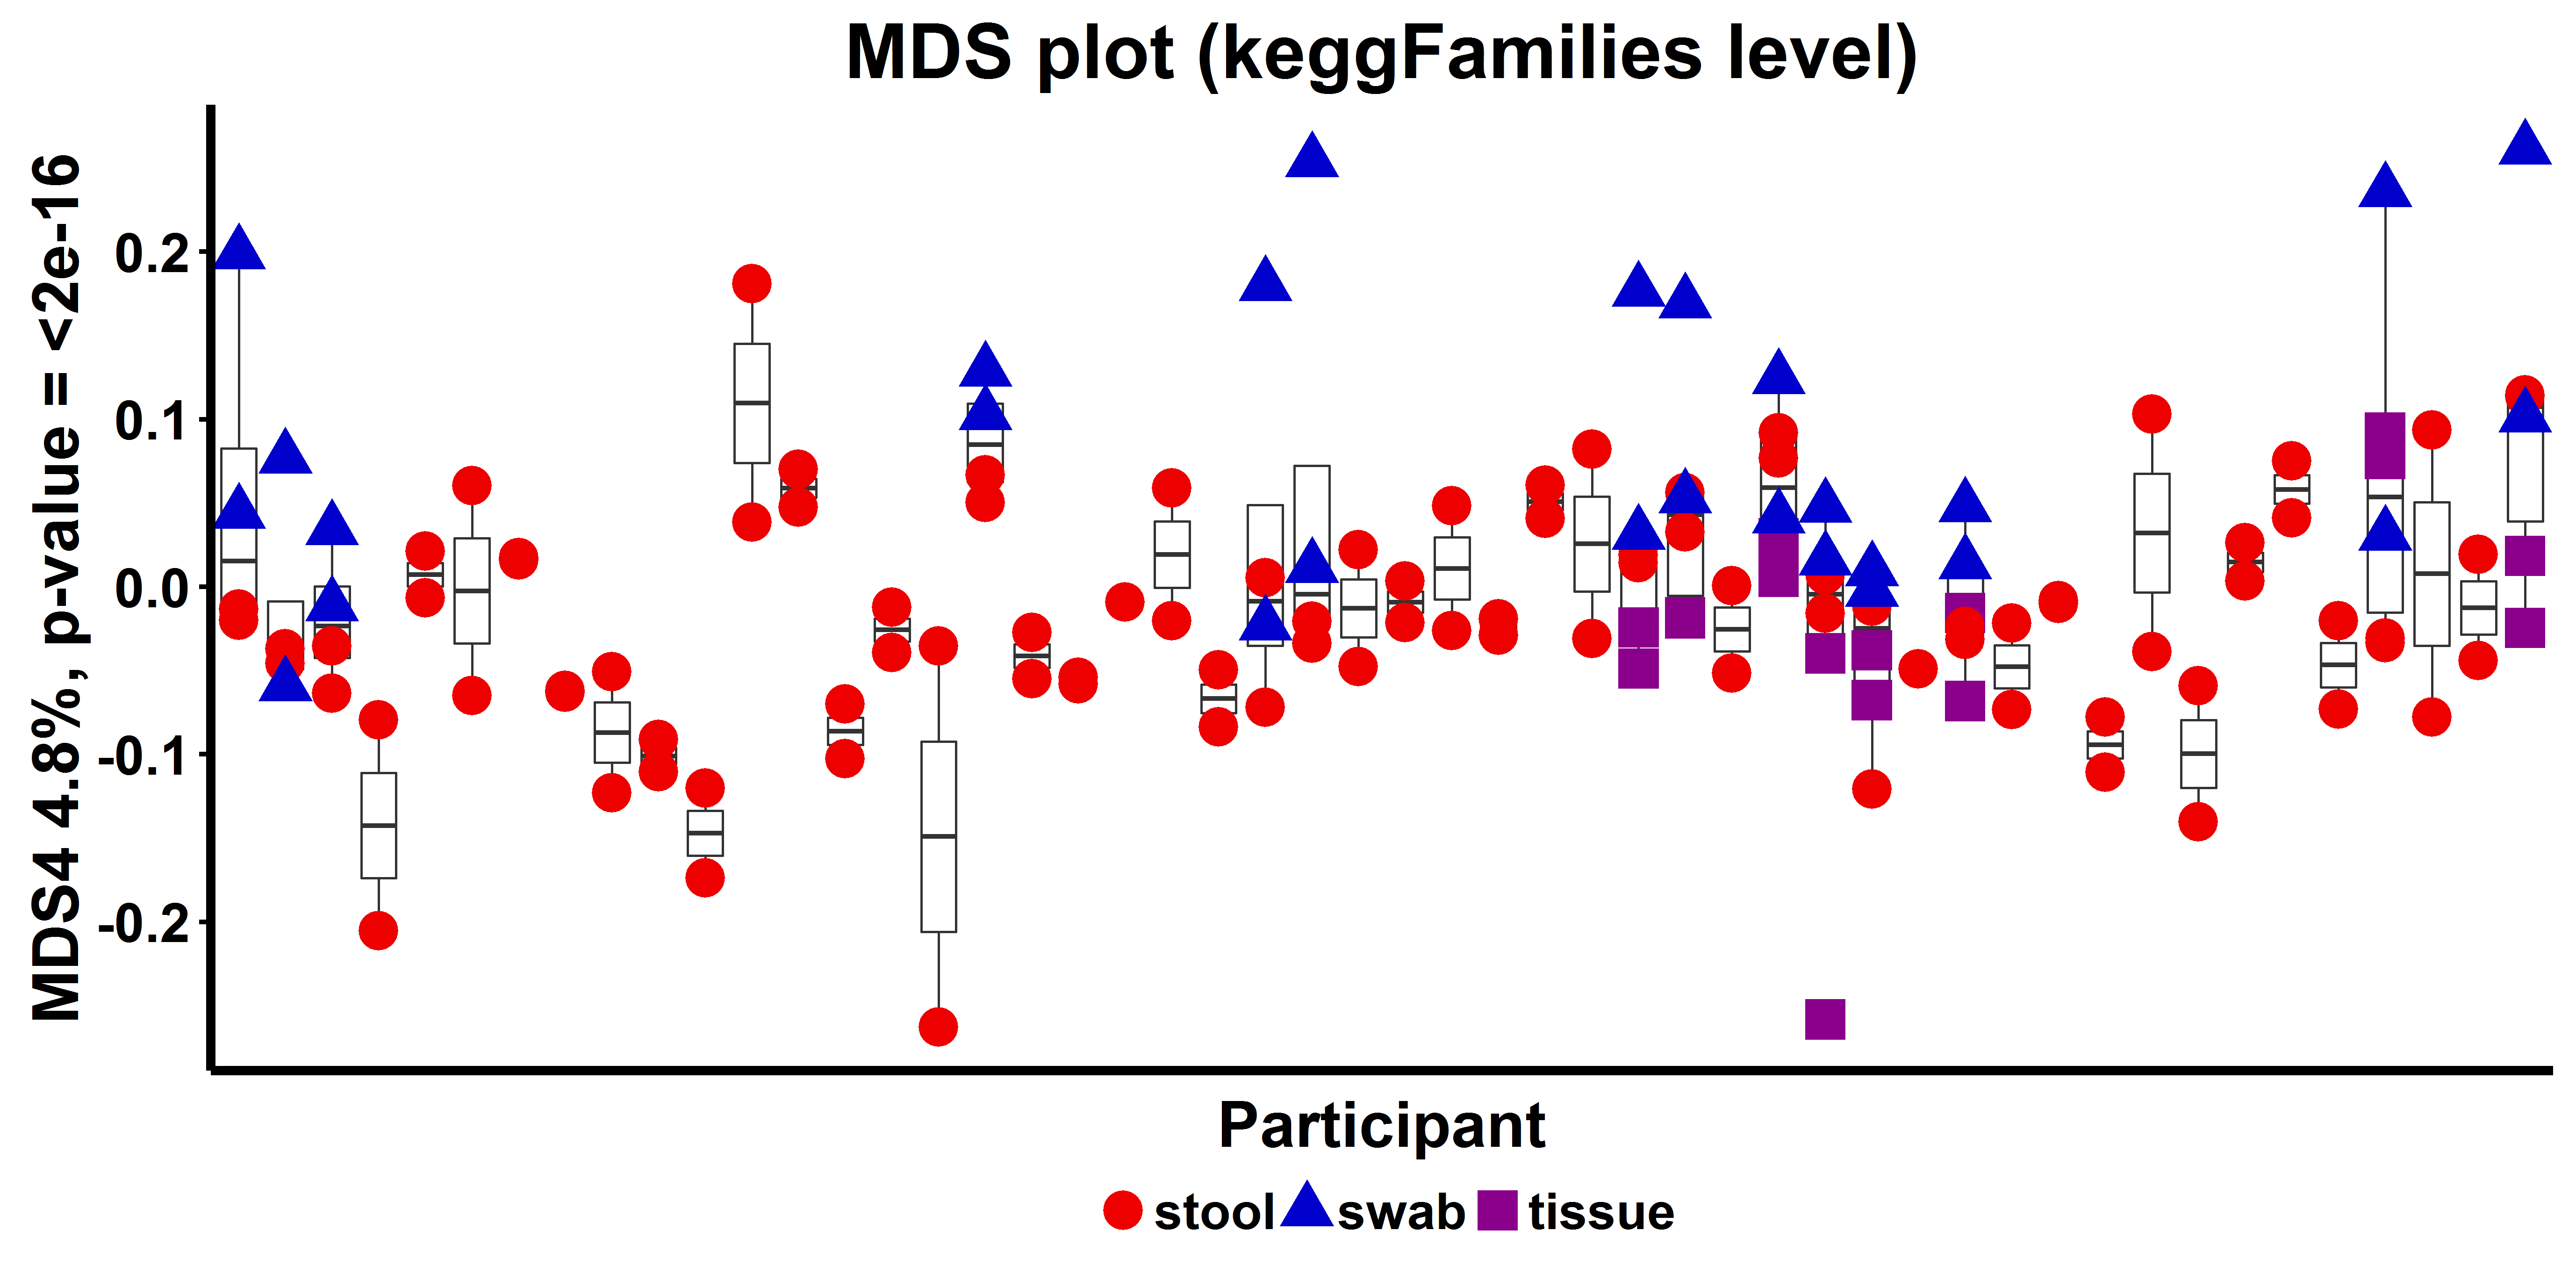 MDS plot (keggFamilies level)
MDS4 4.8%, p-value = <2e-16
0.2
0.1
0.0
-0.1
-0.2
Participant
stool swab tissue